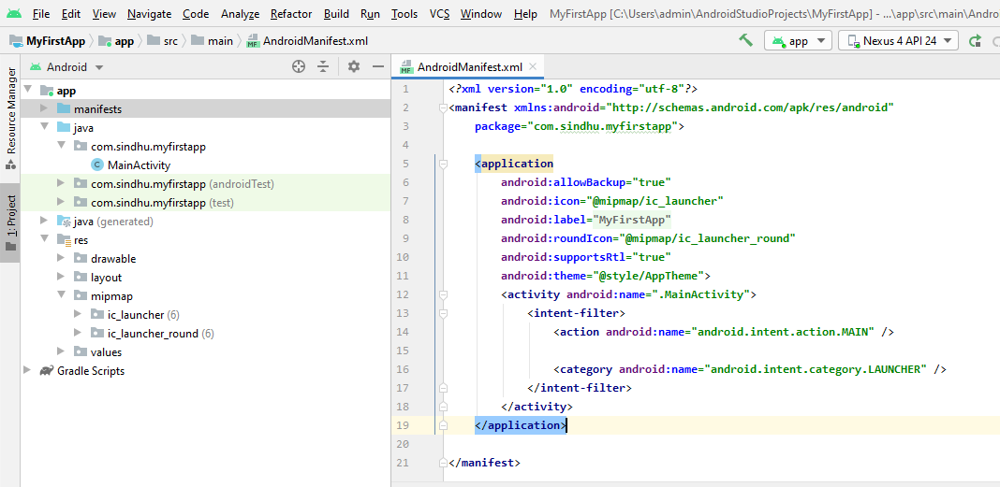 File Edit View Navigate Code Analyze Refactor Build Run Tools VCS Window Help MyFirstApp [C:\Users\admin\AndroidStudioProjects\MyFirstApp] - ...\app\src\main\Andro
MyFirstApp app src main AndroidManifest.xml app Nexus 4 API 24
Resource Manager
1: Project
Android
app
manifests
java
com.sindhu.myfirstapp
MainActivity
com.sindhu.myfirstapp (androidTest)
com.sindhu.myfirstapp (test)
java (generated)
res
drawable
layout
mipmap
ic_launcher (6)
ic_launcher_round (6)
values
Gradle Scripts
AndroidManifest.xml
1 <?xml version="1.0" encoding="utf-8"?>
2 <manifest xmlns:android="http://schemas.android.com/apk/res/android"
3 package="com.sindhu.myfirstapp">
4
5 <application
6 android:allowBackup="true"
7 android:icon="@mipmap/ic_launcher"
8 android:label="MyFirstApp"
9 android:roundIcon="@mipmap/ic_launcher_round"
10 android:supportsRtl="true"
11 android:theme="@style/AppTheme">
12 <activity android:name=".MainActivity">
13 <intent-filter>
14 <action android:name="android.intent.action.MAIN" />
15
16 <category android:name="android.intent.category.LAUNCHER" />
17 </intent-filter>
18 </activity>
19 </application>
20
21 </manifest>